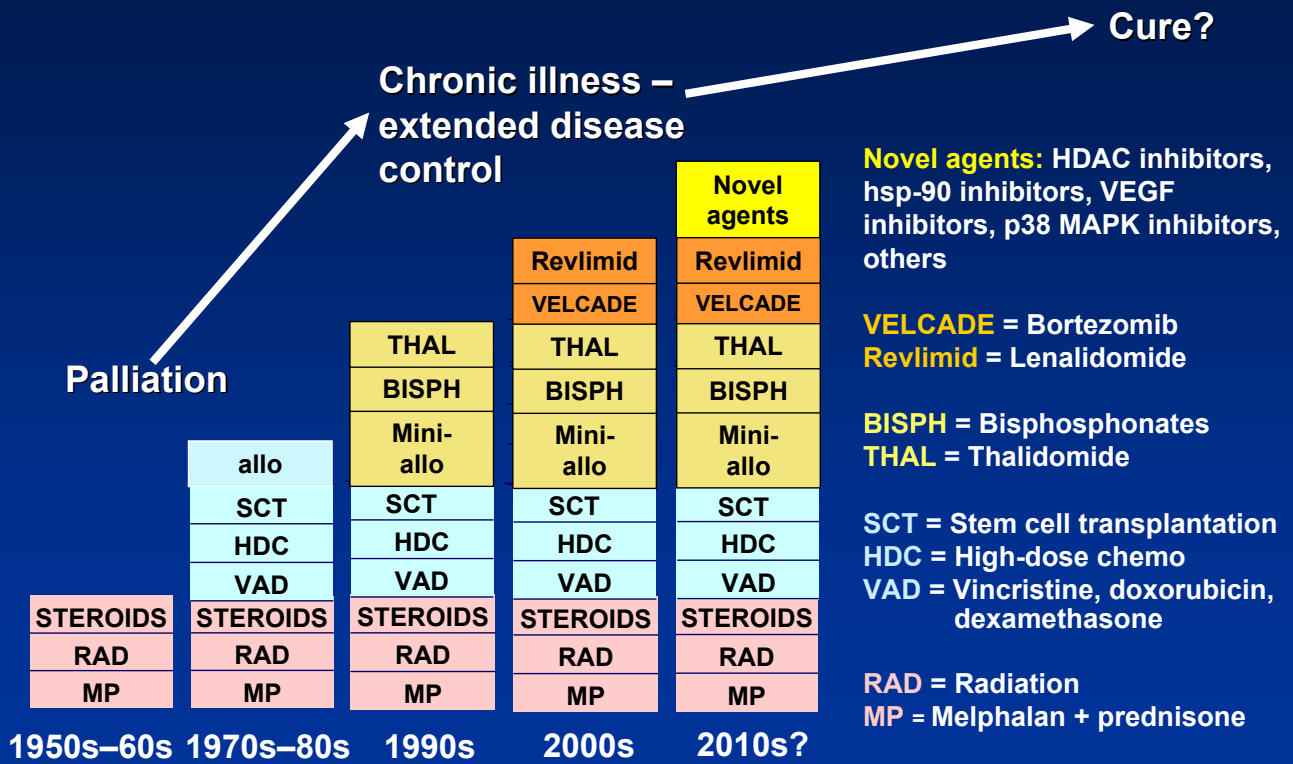 Cure?
Chronic illness –
extended disease
control
Palliation
STEROIDS
RAD
MP
1950s–60s
allo
SCT
HDC
VAD
STEROIDS
RAD
MP
1970s–80s
THAL
BISPH
Mini-
allo
SCT
HDC
VAD
STEROIDS
RAD
MP
1990s
Revlimid
VELCADE
THAL
BISPH
Mini-
allo
SCT
HDC
VAD
STEROIDS
RAD
MP
2000s
Novel
agents
Revlimid
VELCADE
THAL
BISPH
Mini-
allo
SCT
HDC
VAD
STEROIDS
RAD
MP
2010s?
Novel agents: HDAC inhibitors,
hsp-90 inhibitors, VEGF
inhibitors, p38 MAPK inhibitors,
others
VELCADE = Bortezomib
Revlimid = Lenalidomide
BISPH = Bisphosphonates
THAL = Thalidomide
SCT = Stem cell transplantation
HDC = High-dose chemo
VAD = Vincristine, doxorubicin,
dexamethasone
RAD = Radiation
MP = Melphalan + prednisone